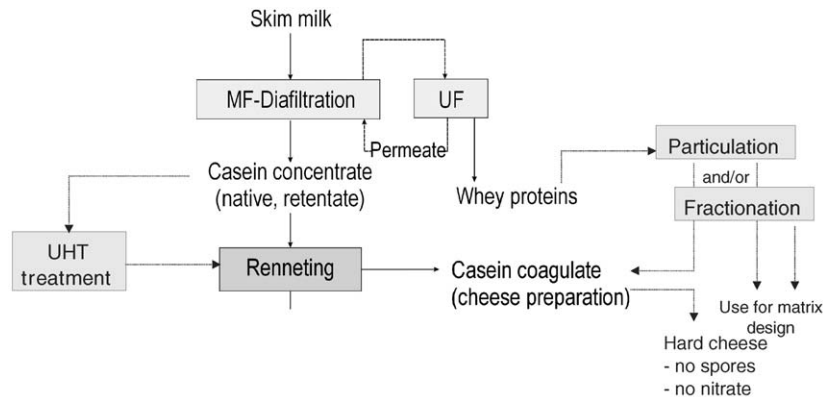 Skim milk
MF-Diafiltration
UF
Permeate
Particulation
and/or
Casein concentrate
(native, retentate)
Whey proteins
Fractionation
UHT
treatment
Renneting
Casein coagulate
(cheese preparation)
Use for matrix
design
Hard cheese
- no spores
- no nitrate